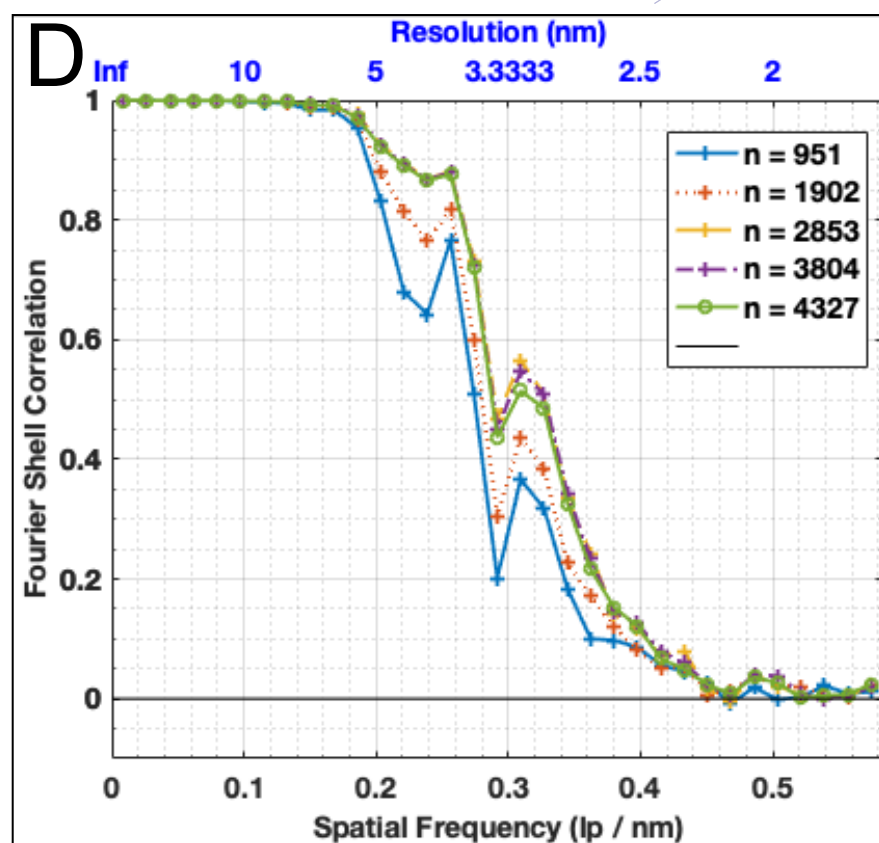 D
Resolution (nm)
Inf 10 5 3.3333 2.5 2
1
0.8
0.6
0.4
0.2
0
Fourier Shell Correlation
n = 951
n = 1902
n = 2853
n = 3804
n = 4327
0 0.1 0.2 0.3 0.4 0.5
Spatial Frequency (lp / nm)